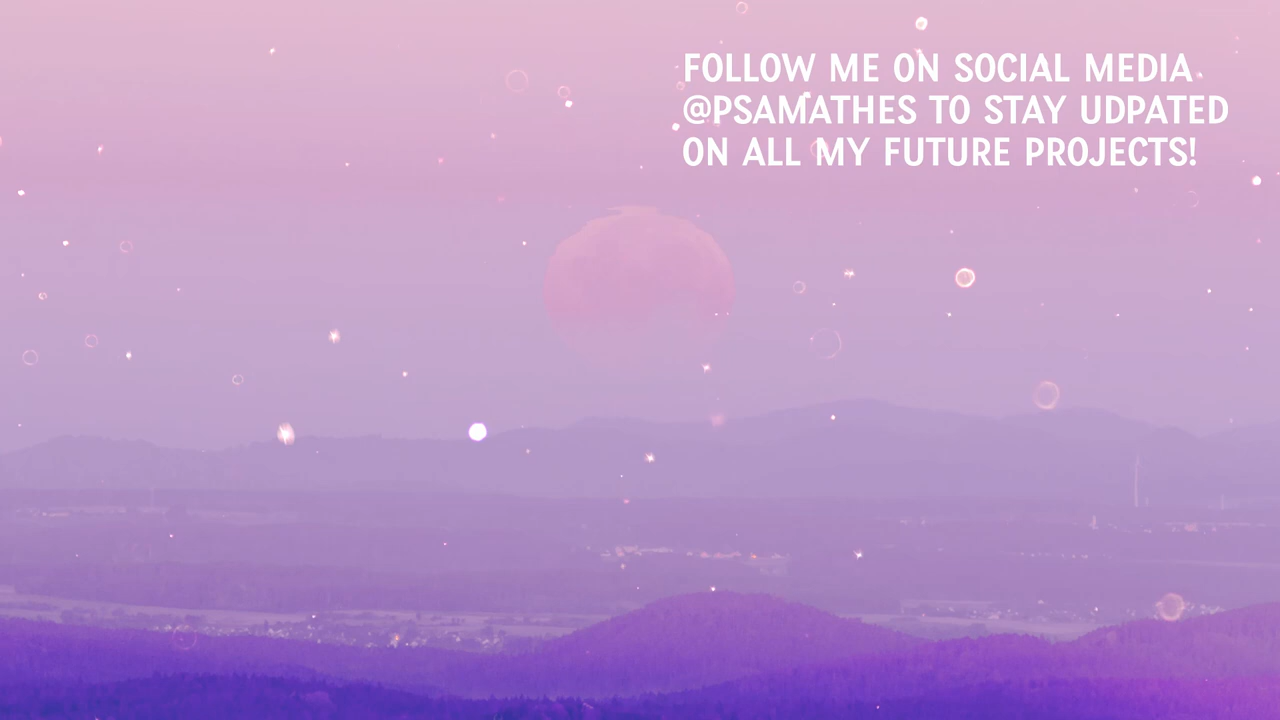 FOLLOW ME ON SOCIAL MEDIA
@PSAMATHES TO STAY UDPATED
ON ALL MY FUTURE PROJECTS!